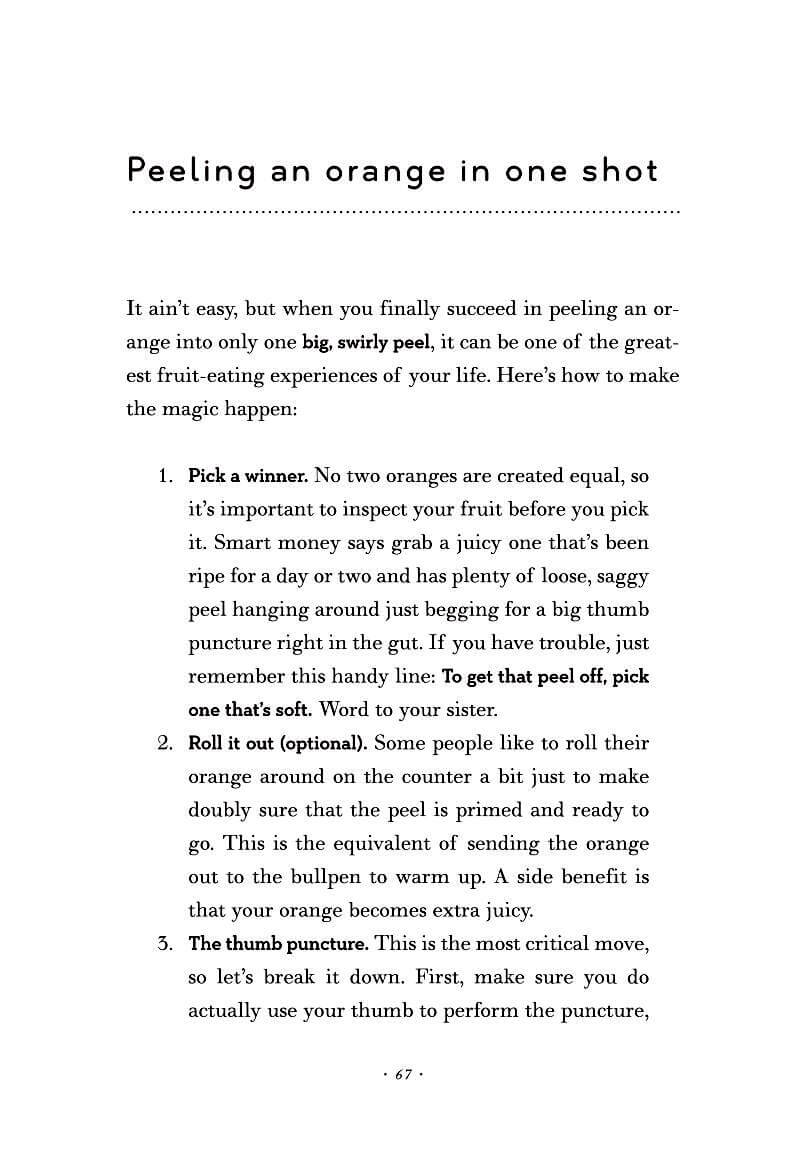 Peeling an orange in one shot
It ain’t easy, but when you finally succeed in peeling an or-
ange into only one big, swirly peel, it can be one of the great-
est fruit-eating experiences of your life. Here’s how to make
the magic happen:
1. Pick a winner. No two oranges are created equal, so
it’s important to inspect your fruit before you pick
it. Smart money says grab a juicy one that’s been
ripe for a day or two and has plenty of loose, saggy
peel hanging around just begging for a big thumb
puncture right in the gut. If you have trouble, just
remember this handy line: To get that peel off, pick
one that’s soft. Word to your sister.
2. Roll it out (optional). Some people like to roll their
orange around on the counter a bit just to make
doubly sure that the peel is primed and ready to
go. This is the equivalent of sending the orange
out to the bullpen to warm up. A side benefit is
that your orange becomes extra juicy.
3. The thumb puncture. This is the most critical move,
so let’s break it down. First, make sure you do
actually use your thumb to perform the puncture,
· 67 ·